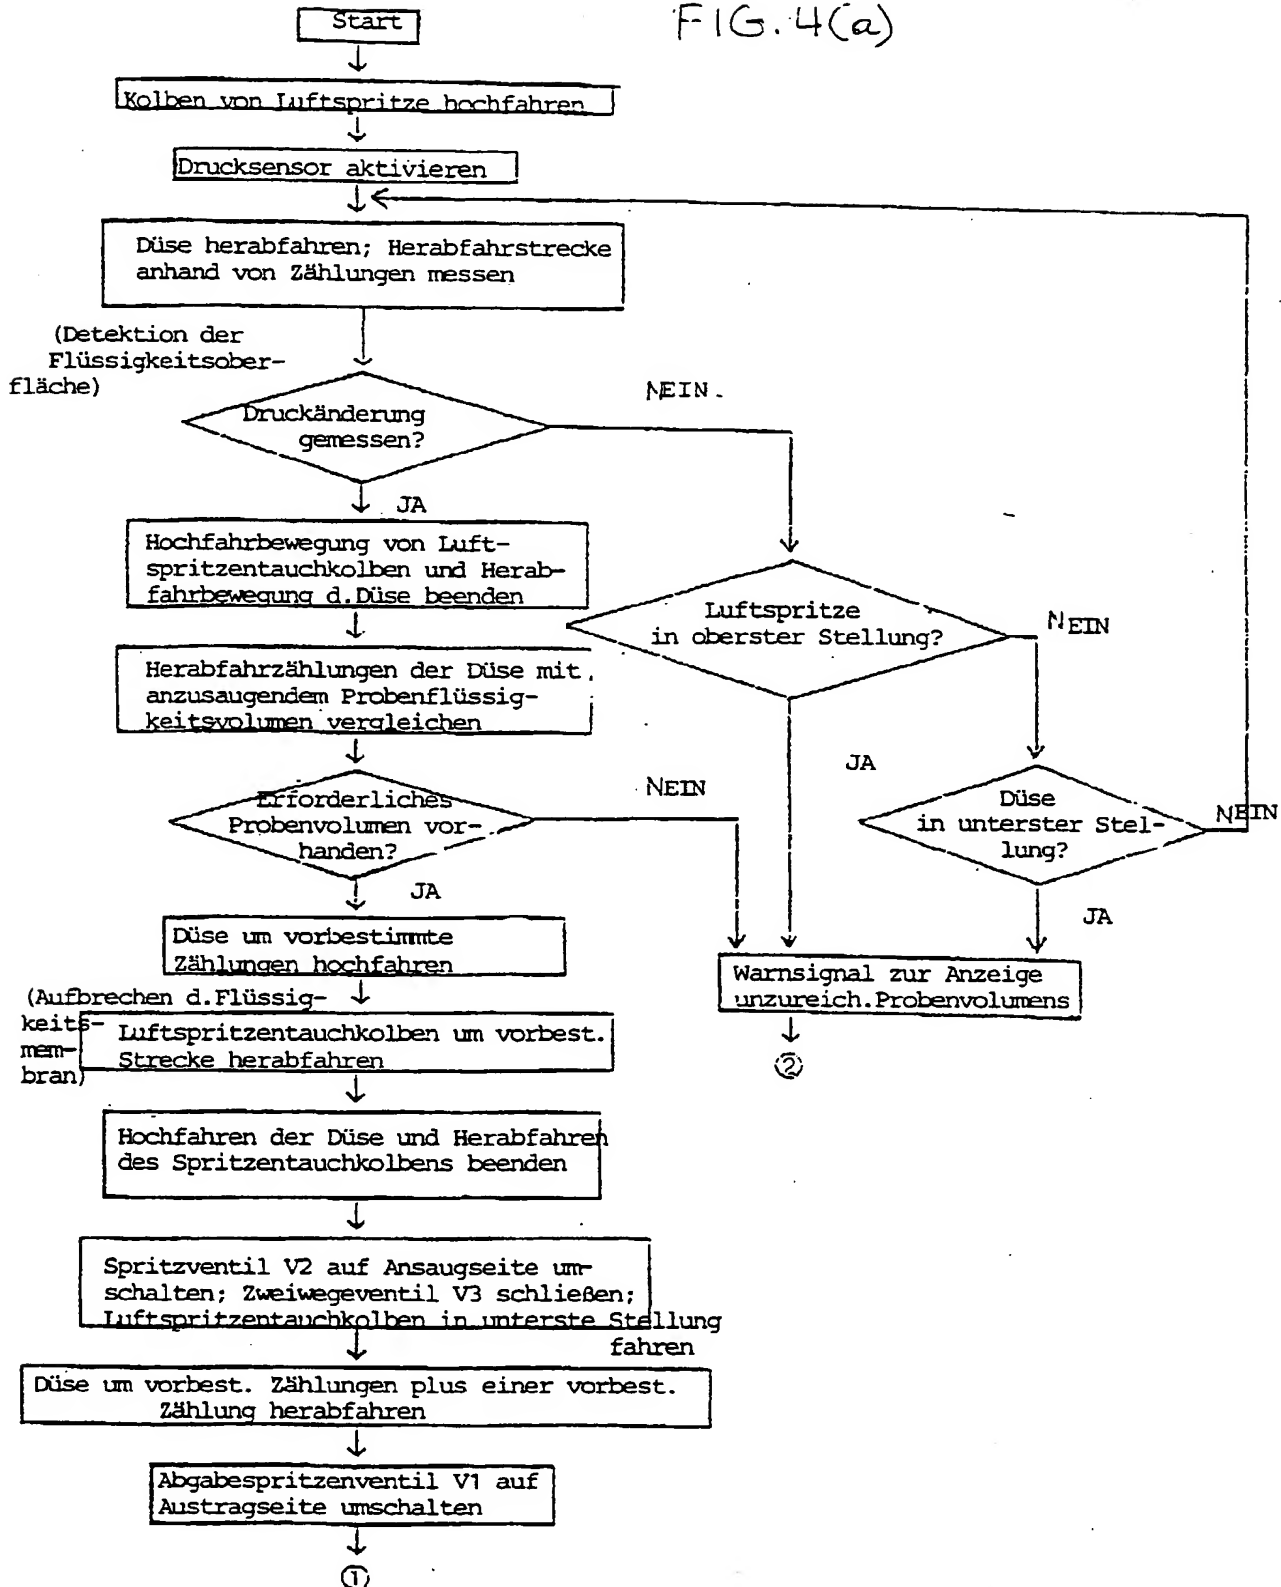 FIG. 4(a)
Start
Kolben von Luftspritze hochfahren
Drucksensor aktivieren
Düse herabfahren; Herabfahrstrecke
anhand von Zählungen messen
(Detektion der
Flüssigkeitsober-
fläche)
Druckänderung
gemessen?
NEIN.
JA
Hochfahrbewegung von Luft-
spritzentauchkolben und Herab-
fahrbewegung d.Düse beenden
Luftspritze
in oberster Stellung?
NEIN
Herabfahrzählungen der Düse mit
anzusaugendem Probenflüssig-
keitsvolumen vergleichen
JA
Erforderliches
Probenvolumen vor-
handen?
NEIN
Düse
in unterster Stel-
lung?
NEIN
JA
JA
Düse um vorbestimmte
Zählungen hochfahren
Warnsignal zur Anzeige
unzureich.Probenvolumens
②
(Aufbrechen d.Flüssig-
keits-
mem-
bran)
Luftspritzentauchkolben um vorbest.
Strecke herabfahren
Hochfahren der Düse und Herabfahren
des Spritzentauchkolbens beenden
Spritzventil V2 auf Ansaugseite um-
schalten; Zweiwegeventil V3 schließen;
Luftspritzentauchkolben in unterste Stellung
fahren
Düse um vorbest. Zählungen plus einer vorbest.
Zählung herabfahren
Abgabespritzenventil V1 auf
Austragseite umschalten
①